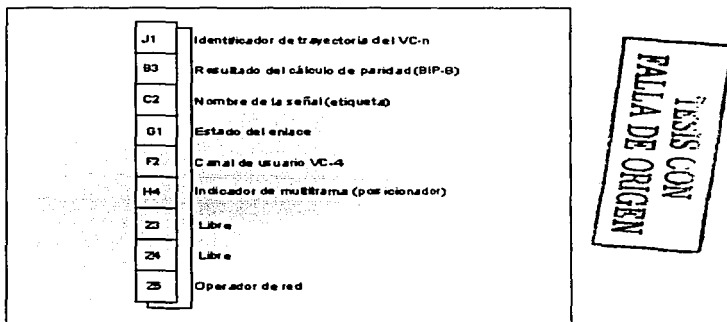 J1 Identificador de trayectoria del VC-n
B3 Resultado del cálculo de paridad (BIP-8)
C2 Nombre de la señal (etiqueta)
G1 Estado del enlace
F2 Canal de usuario VC-4
H4 Indicador de multitrama (posicionador)
Z3 Libre
Z4 Libre
Z5 Operador de red
TESIS CON
FALLA DE ORIGEN